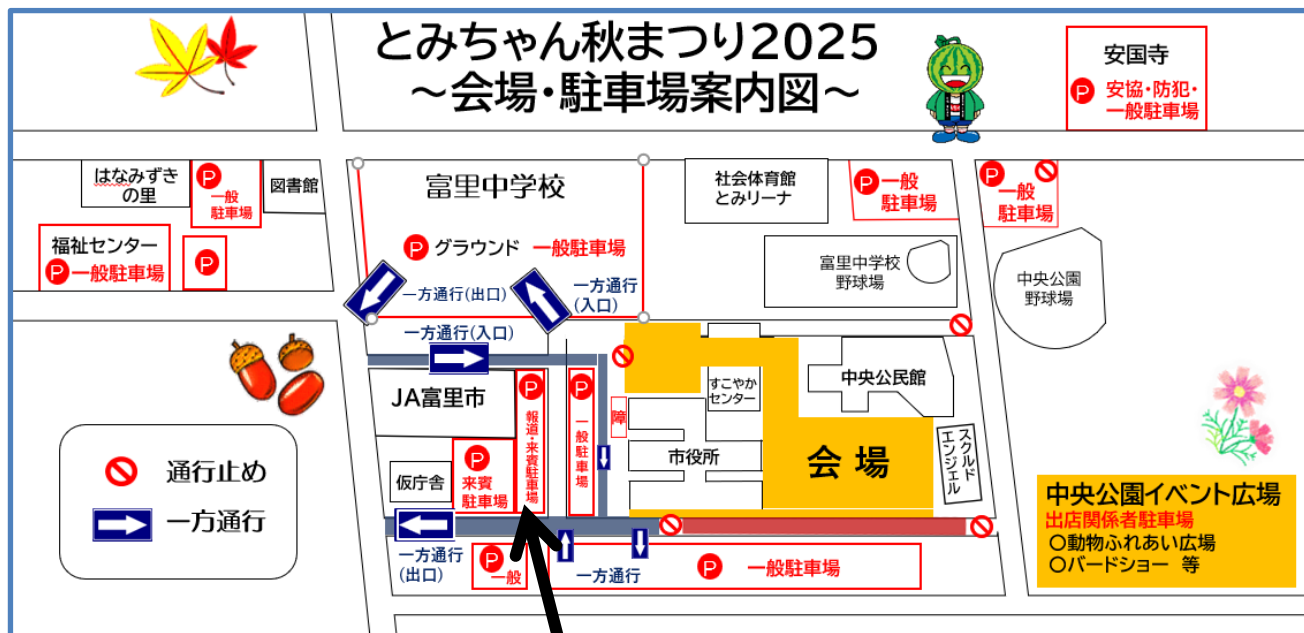 とみちゃん秋まつり2025
～会場・駐車場案内図～
安国寺
P 安協・防犯・
一般駐車場
はなみずき
の里
P
一般
駐車場
図書館
福祉センター
P 一般駐車場
P
富里中学校
P グラウンド 一般駐車場
一方通行(出口)
一方通行
(入口)
社会体育館
とみリーナ
P 一般
駐車場
P
一般
駐車場
富里中学校
野球場
中央公園
野球場
一方通行(入口)
JA富里市
P
報道・来賓駐車場
P
一般駐車場
障
すこやか
センター
中央公民館
仮庁舎
P
来賓
駐車場
市役所
会場
スクルド
エンジェル
通行止め
一方通行
一方通行
(出口)
P
一般
一方通行
P 一般駐車場
中央公園イベント広場
出店関係者駐車場
〇動物ふれあい広場
〇バードショー 等